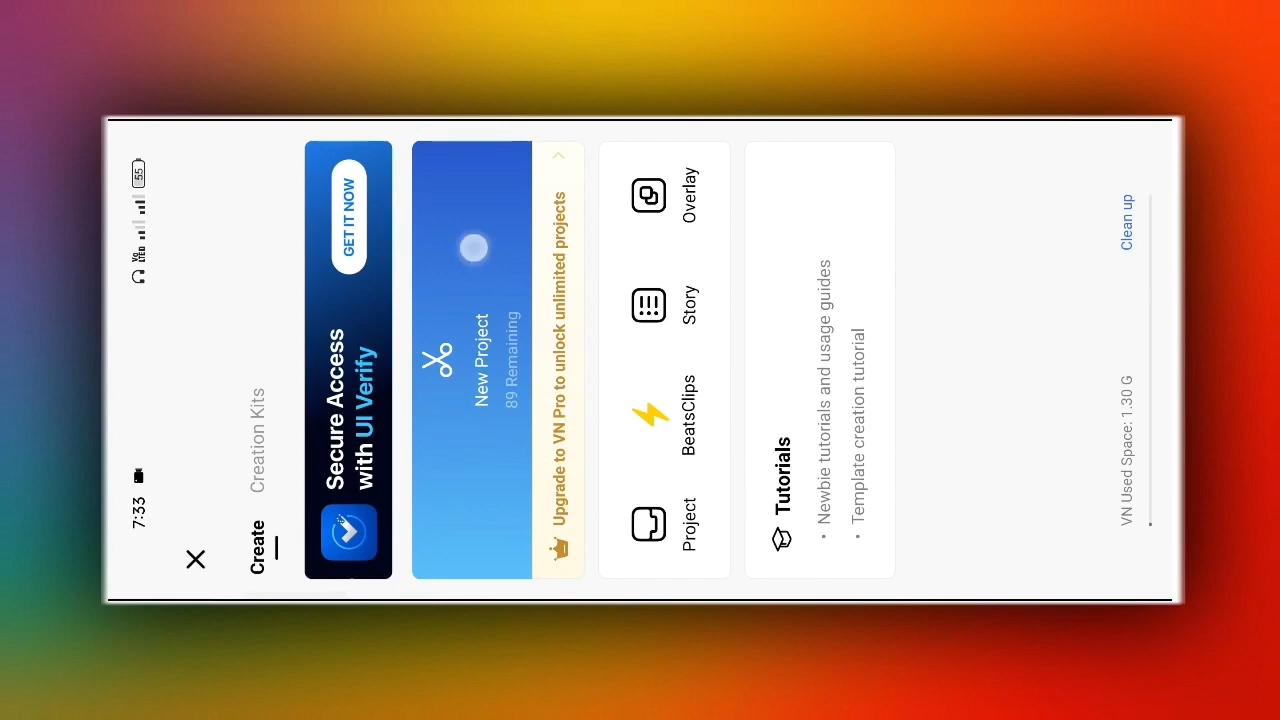 7:33
Vo
LTED
55
Create Creation Kits
Secure Access
with UI Verify
GET IT NOW
New Project
89 Remaining
Upgrade to VN Pro to unlock unlimited projects
Project BeatsClips Story Overlay
Tutorials
• Newbie tutorials and usage guides
• Template creation tutorial
VN Used Space: 1.30 G Clean up